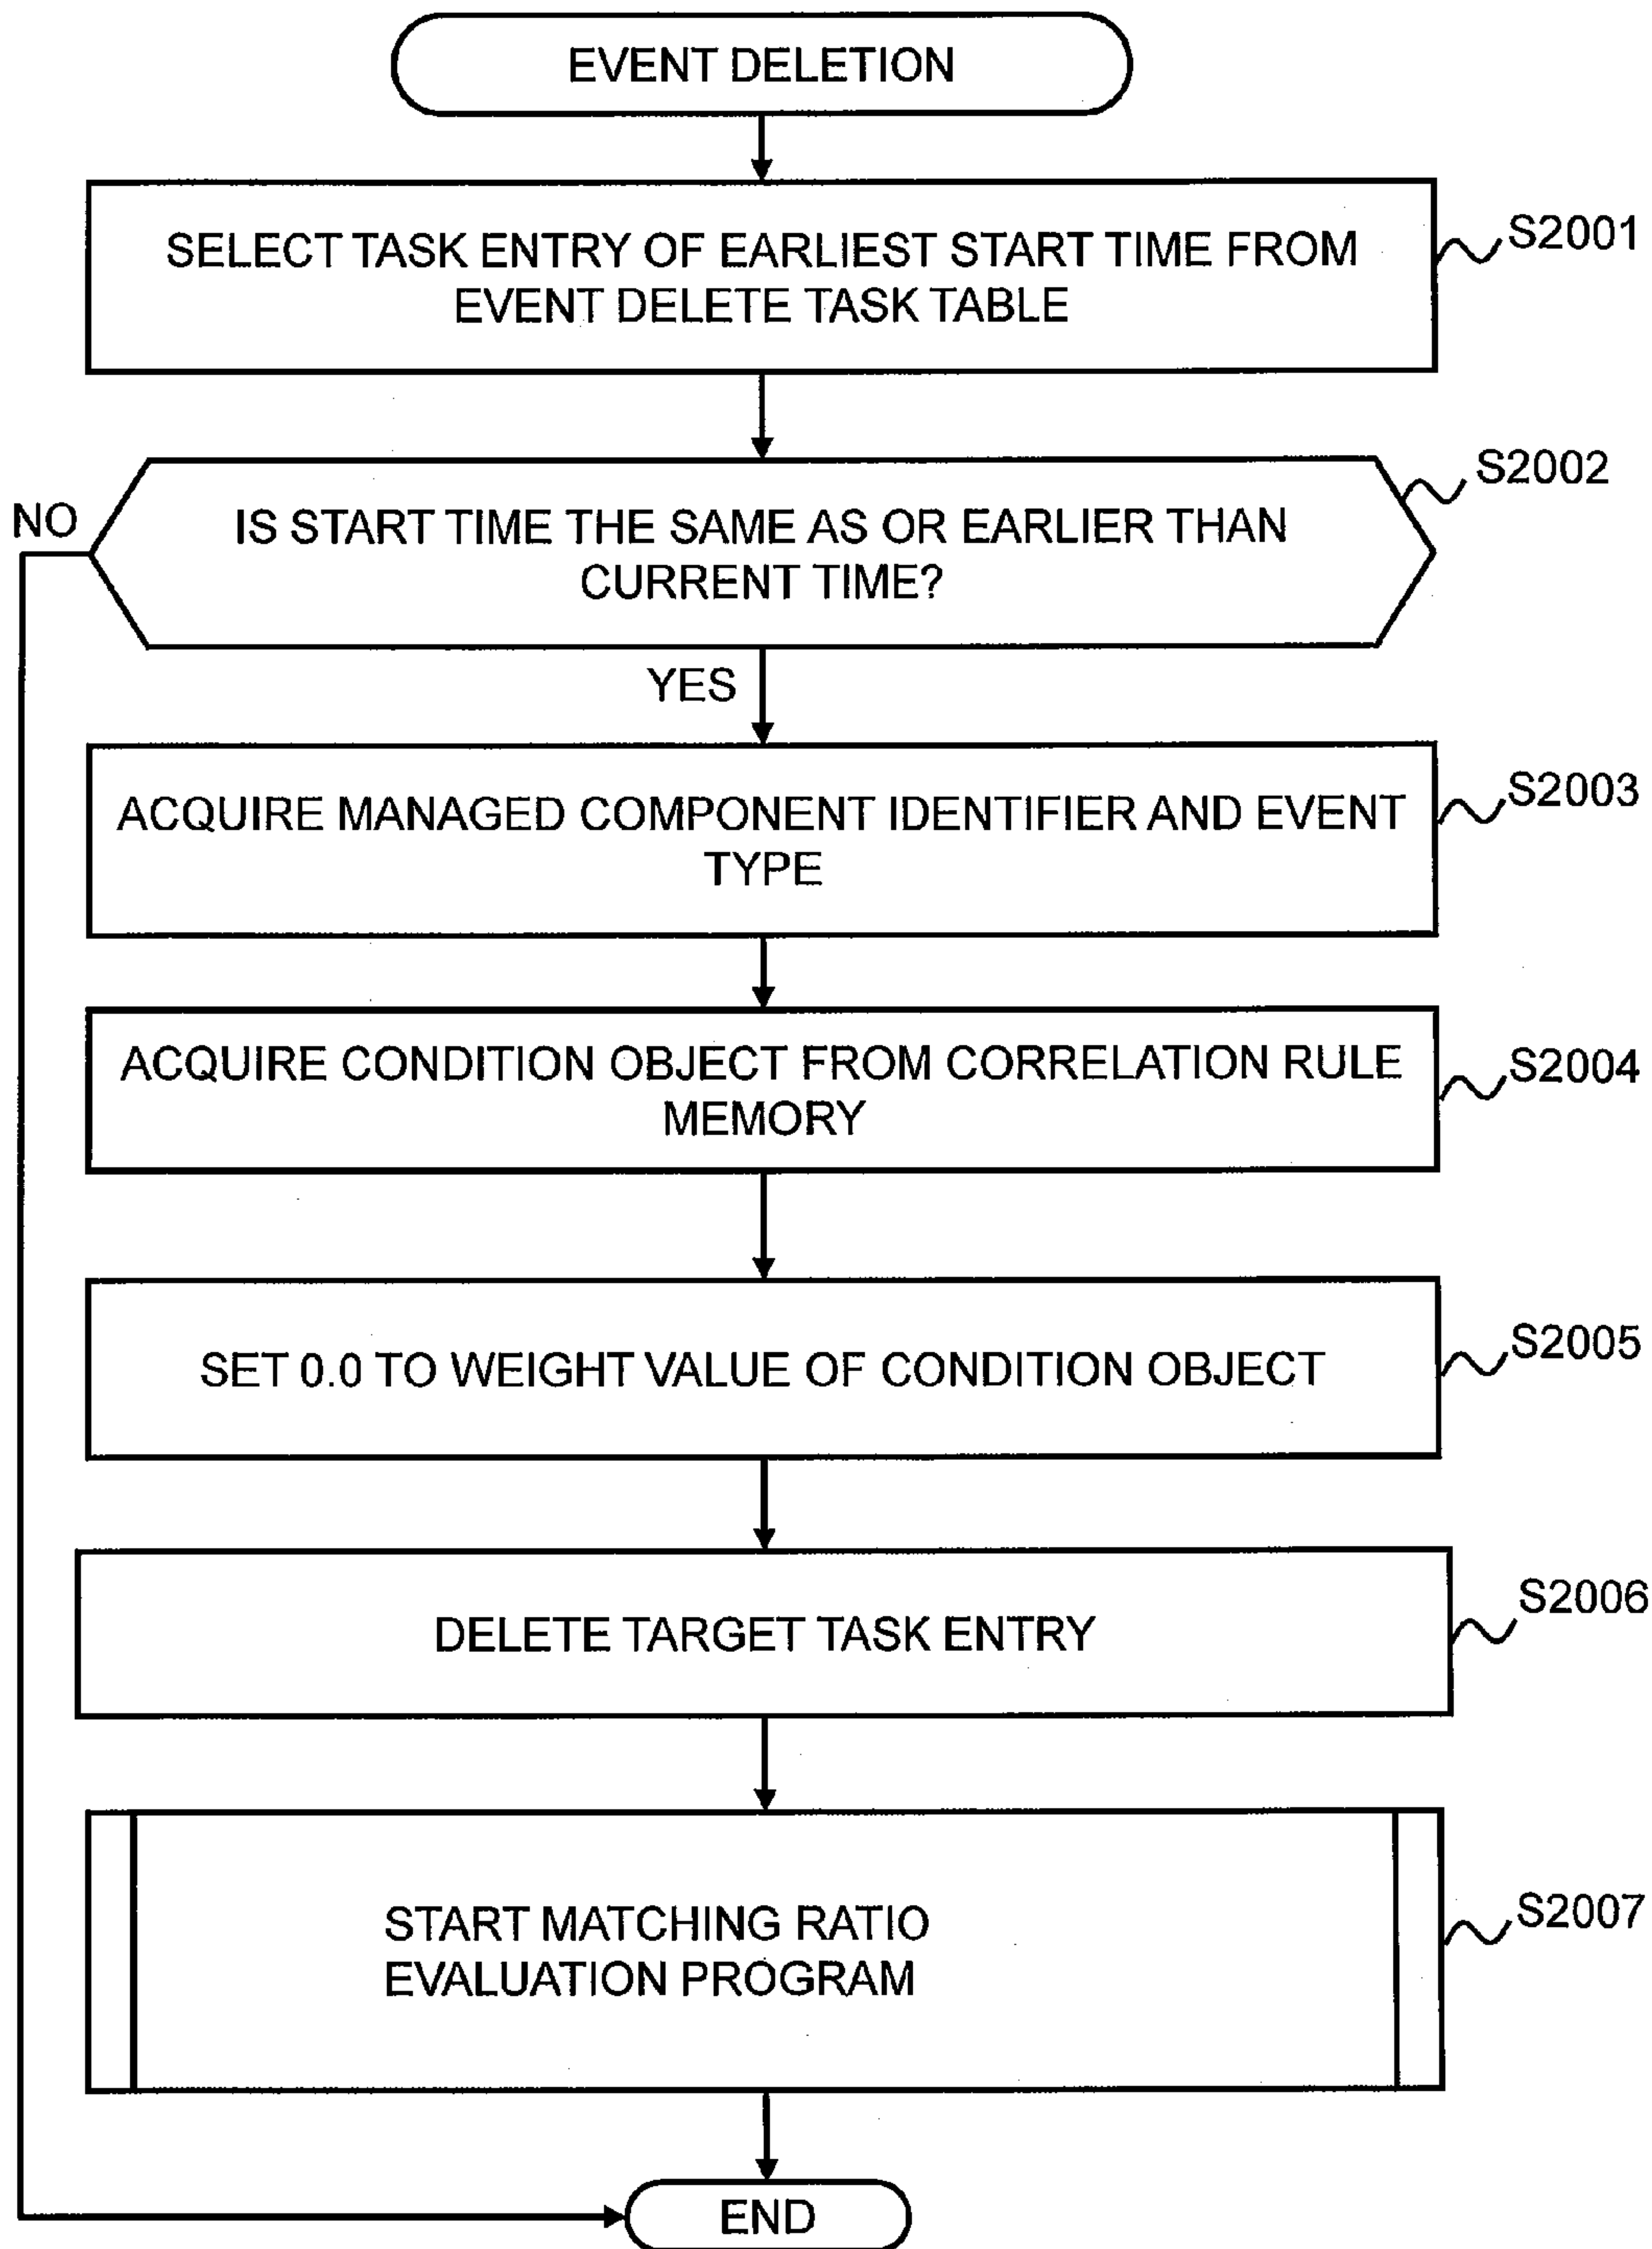 EVENT DELETION
SELECT TASK ENTRY OF EARLIEST START TIME FROM
EVENT DELETE TASK TABLE
S2001
IS START TIME THE SAME AS OR EARLIER THAN
CURRENT TIME?
S2002
NO
YES
ACQUIRE MANAGED COMPONENT IDENTIFIER AND EVENT
TYPE
S2003
ACQUIRE CONDITION OBJECT FROM CORRELATION RULE
MEMORY
S2004
SET 0.0 TO WEIGHT VALUE OF CONDITION OBJECT
S2005
DELETE TARGET TASK ENTRY
S2006
START MATCHING RATIO
EVALUATION PROGRAM
S2007
END